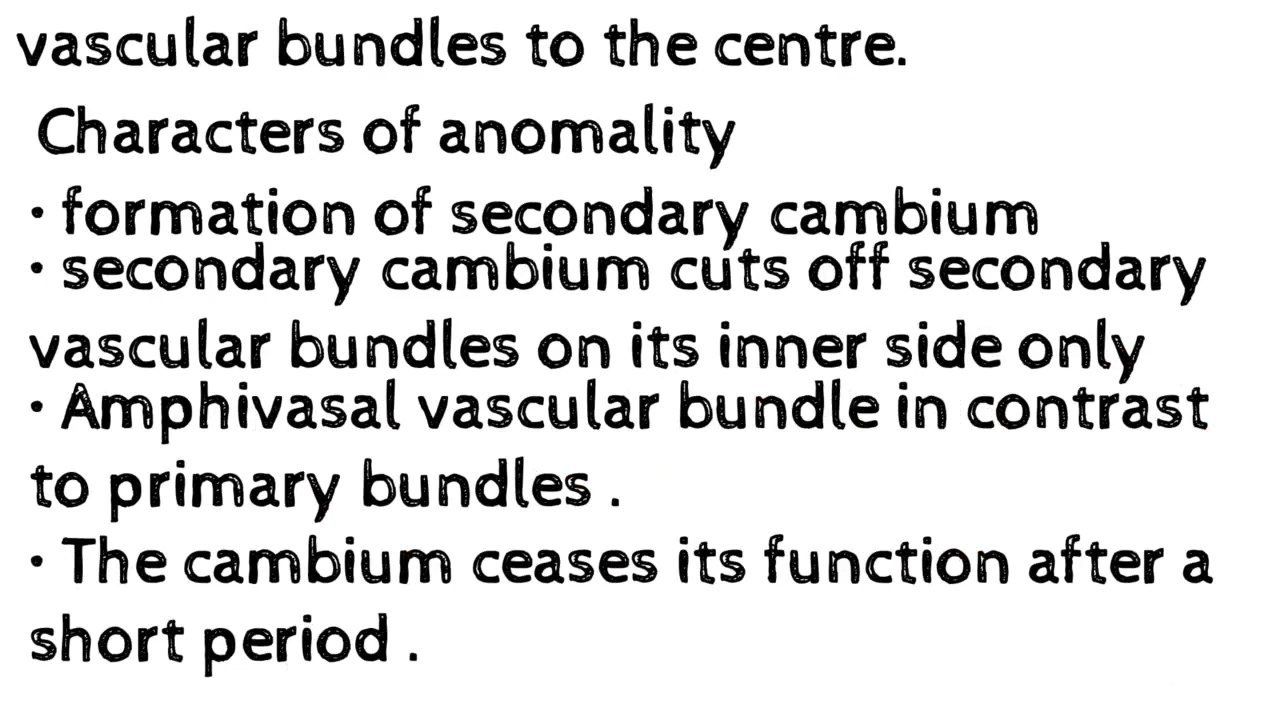 vascular bundles to the centre.
Characters of anomality
• formation of secondary cambium
• secondary cambium cuts off secondary
vascular bundles on its inner side only
• Amphivasal vascular bundle in contrast
to primary bundles .
• The cambium ceases its function after a
short period .